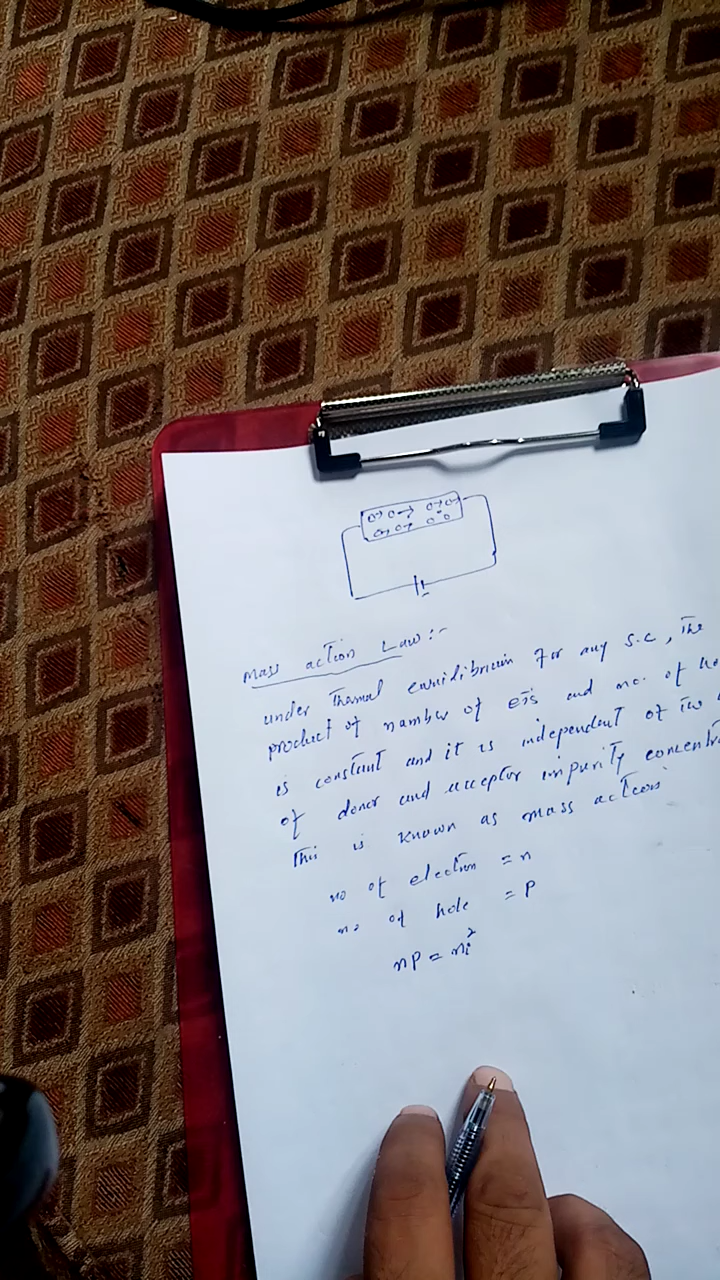 mass action Law:-
under Thermal Equilibrium for any s.c, The
product of number of e⁻s and no. of
is constant and it is independent of
of donor and acceptor impurity
This is known as mass action
no of electron = n
no of hole = p
np = ni²